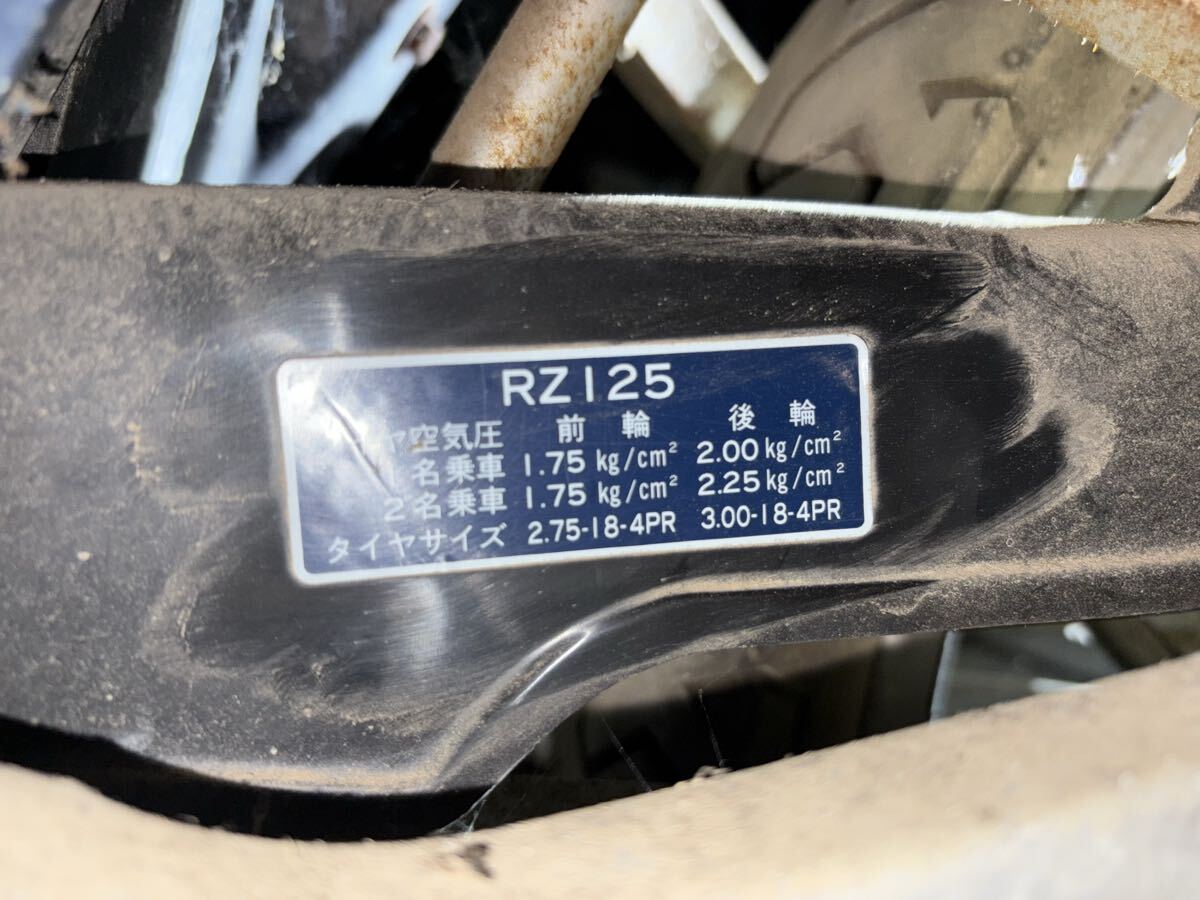 RZ125
ヤ空気圧 前輪 後輪
名乗車 1.75 kg/cm² 2.00 kg/cm²
2名乗車 1.75 kg/cm² 2.25 kg/cm²
タイヤサイズ 2.75-18-4PR 3.00-18-4PR